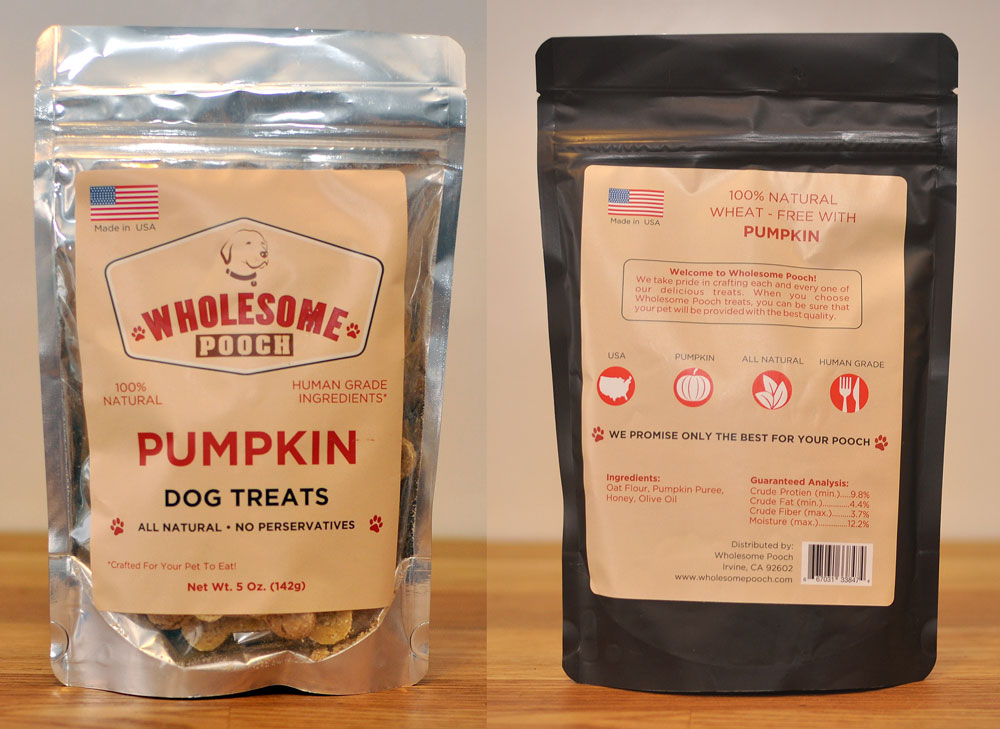 Made in USA
WHOLESOME
POOCH
100%
NATURAL
HUMAN GRADE
INGREDIENTS*
PUMPKIN
DOG TREATS
ALL NATURAL • NO PERSERVATIVES
*Crafted For Your Pet To Eat!
Net Wt. 5 Oz. (142g)
Made in USA
100% NATURAL
WHEAT - FREE WITH
PUMPKIN
Welcome to Wholesome Pooch!
We take pride in crafting each and every one of
our delicious treats. When you choose
Wholesome Pooch treats, you can be sure that
your pet will be provided with the best quality.
USA
PUMPKIN
ALL NATURAL
HUMAN GRADE
WE PROMISE ONLY THE BEST FOR YOUR POOCH
Ingredients:
Oat Flour, Pumpkin Puree,
Honey, Olive Oil
Guaranteed Analysis:
Crude Protien (min.)....9.8%
Crude Fat (min.).............4.4%
Crude Fiber (max.)......3.7%
Moisture (max.).............12.2%
Distributed by:
Wholesome Pooch
Irvine, CA 92602
www.wholesomepooch.com
67031 33847